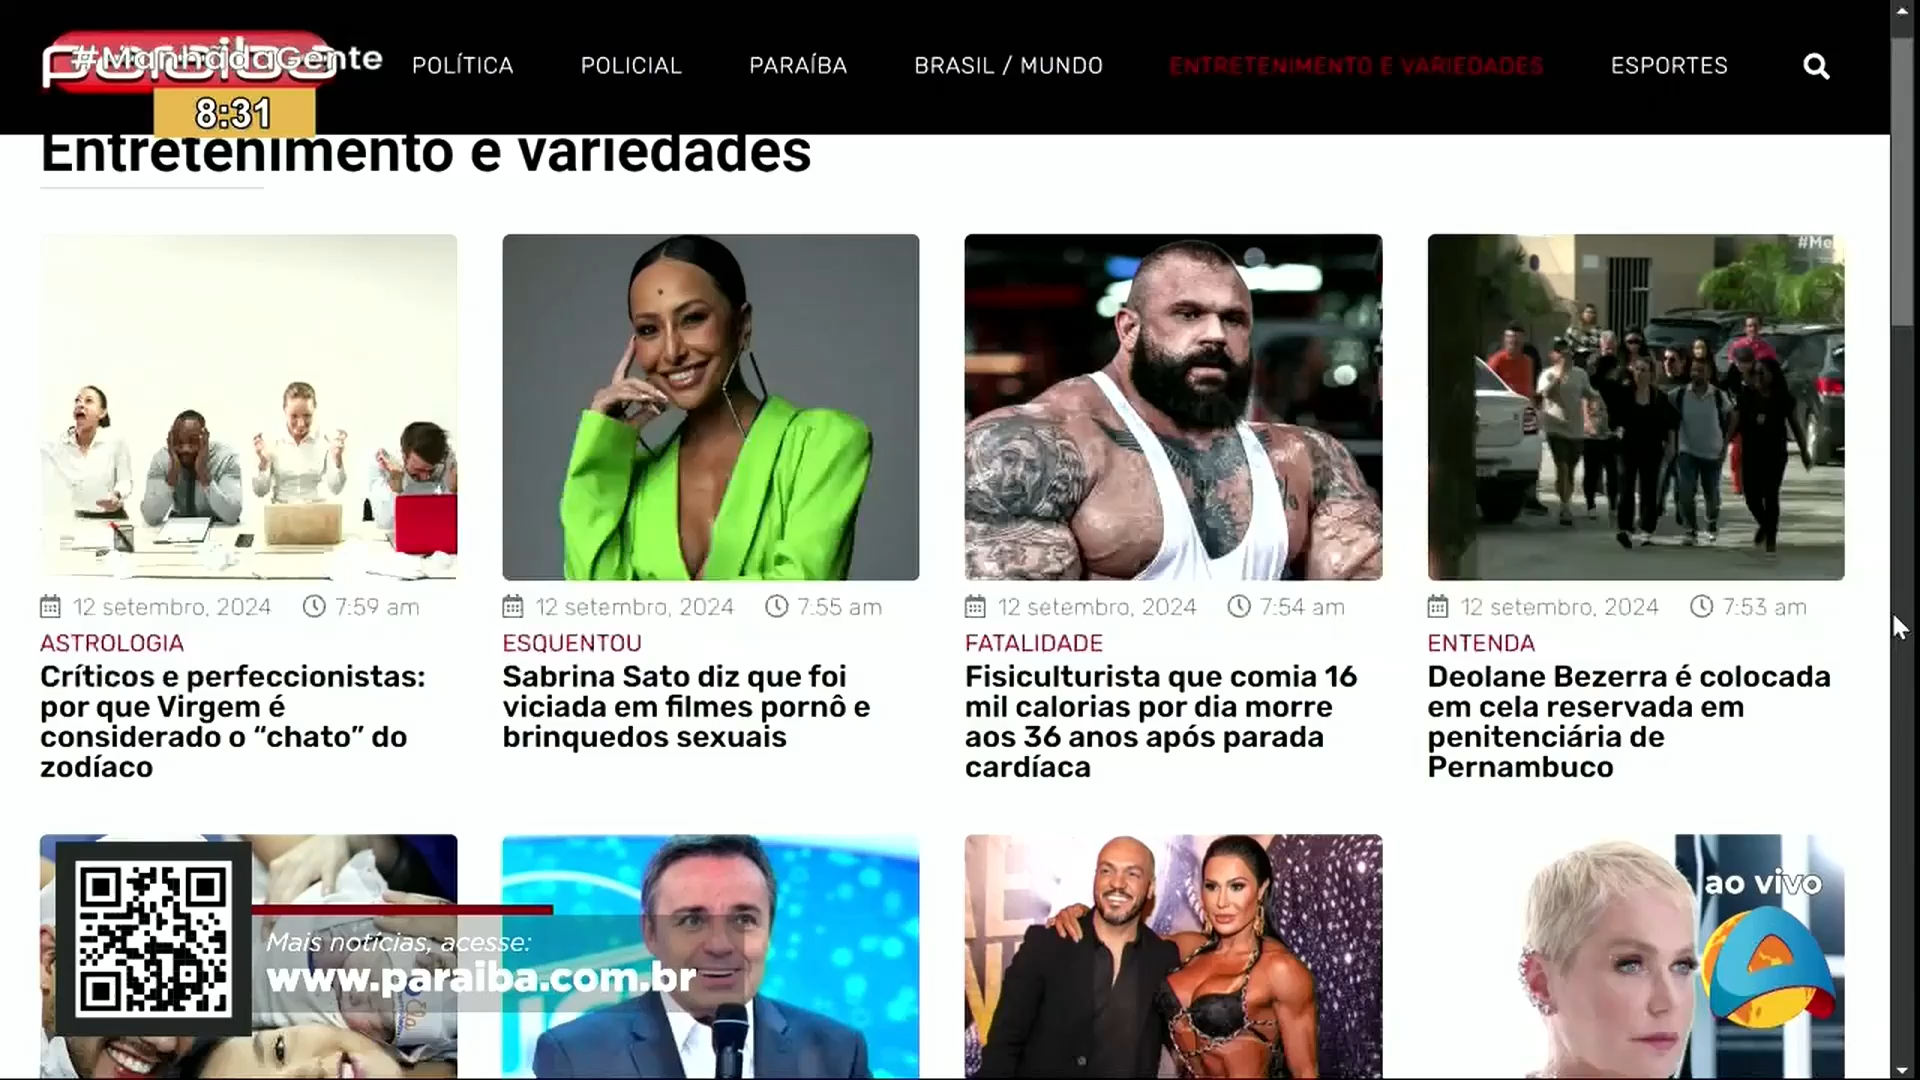 paraiba
#ManhãdaGente
8:31
POLÍTICA
POLICIAL
PARAÍBA
BRASIL / MUNDO
ENTRETENIMENTO E VARIEDADES
ESPORTES
Entretenimento e variedades
#Me
12 setembro, 2024 7:59 am
ASTROLOGIA
Críticos e perfeccionistas:
por que Virgem é
considerado o “chato” do
zodíaco
12 setembro, 2024 7:55 am
ESQUENTOU
Sabrina Sato diz que foi
viciada em filmes pornô e
brinquedos sexuais
12 setembro, 2024 7:54 am
FATALIDADE
Fisiculturista que comia 16
mil calorias por dia morre
aos 36 anos após parada
cardíaca
12 setembro, 2024 7:53 am
ENTENDA
Deolane Bezerra é colocada
em cela reservada em
penitenciária de
Pernambuco
Mais notícias, acesse:
www.paraiba.com.br
ao vivo